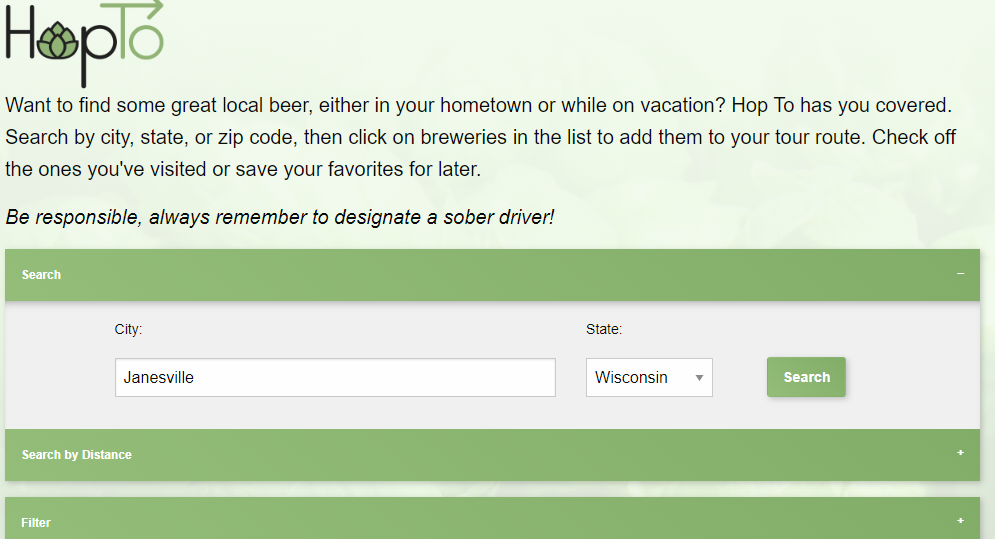 HopTo
Want to find some great local beer, either in your hometown or while on vacation? Hop To has you covered.
Search by city, state, or zip code, then click on breweries in the list to add them to your tour route. Check off
the ones you've visited or save your favorites for later.
Be responsible, always remember to designate a sober driver!
Search –
City: State:
Janesville Wisconsin Search
Search by Distance +
Filter +